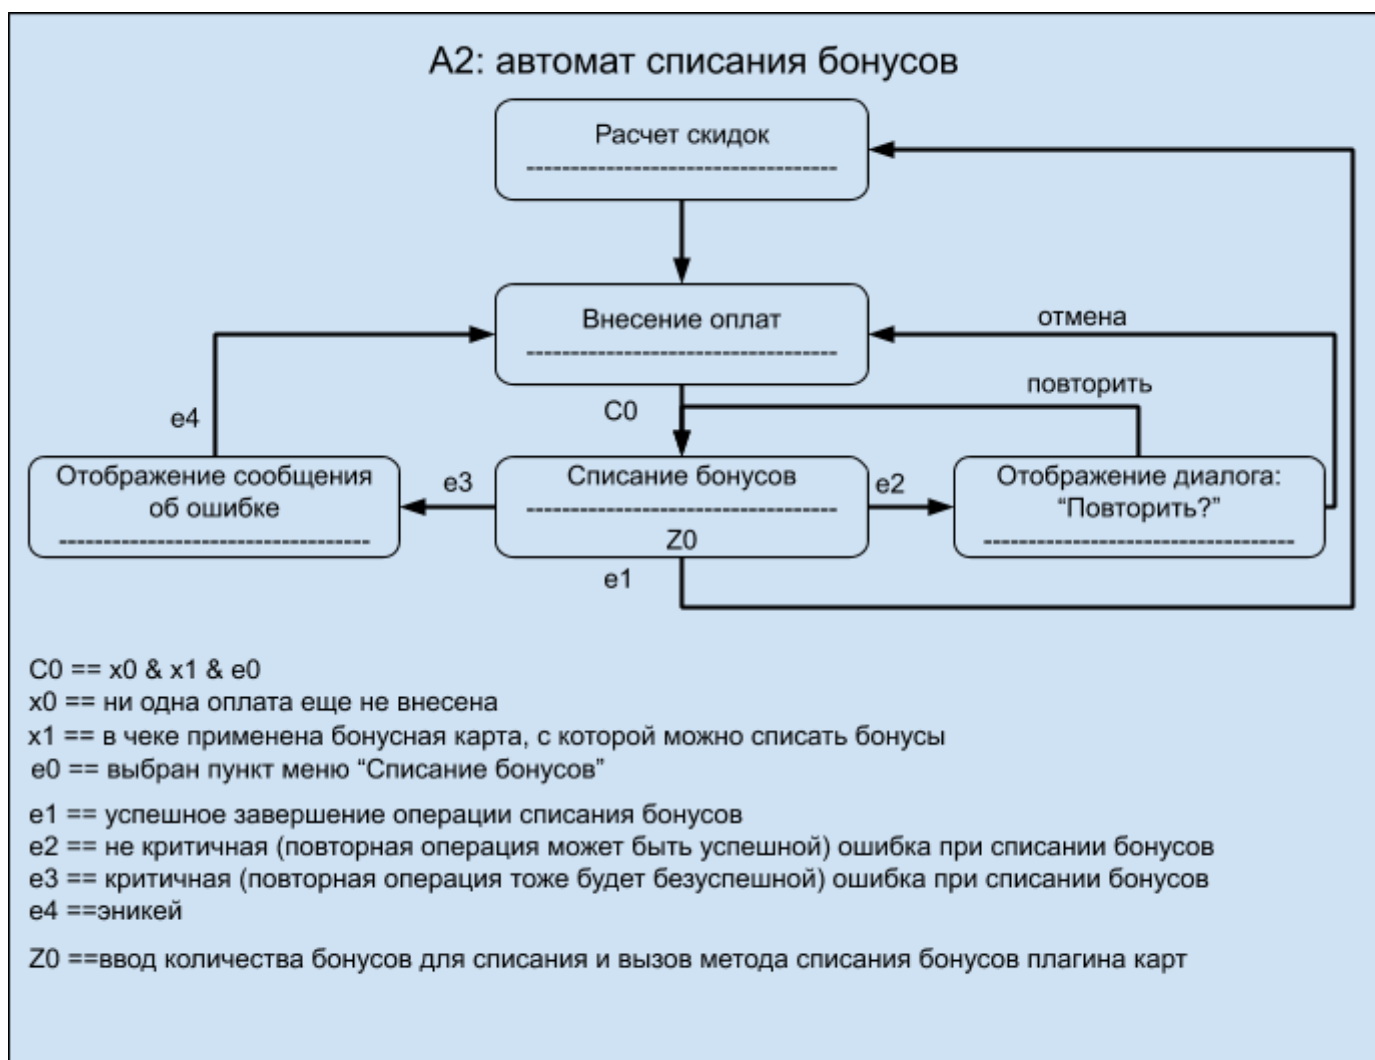 А2: автомат списания бонусов
Расчет скидок
-----------------------------------
Внесение оплат
-----------------------------------
отмена
повторить
C0
e4
Отображение сообщения
об ошибке
-----------------------------------
e3
Списание бонусов
-----------------------------------
Z0
e2
Отображение диалога:
“Повторить?”
-----------------------------------
e1
C0 == x0 & x1 & e0
x0 == ни одна оплата еще не внесена
x1 == в чеке применена бонусная карта, с которой можно списать бонусы
e0 == выбран пункт меню “Списание бонусов”
e1 == успешное завершение операции списания бонусов
e2 == не критичная (повторная операция может быть успешной) ошибка при списании бонусов
e3 == критичная (повторная операция тоже будет безуспешной) ошибка при списании бонусов
e4 ==эникей
Z0 ==ввод количества бонусов для списания и вызов метода списания бонусов плагина карт